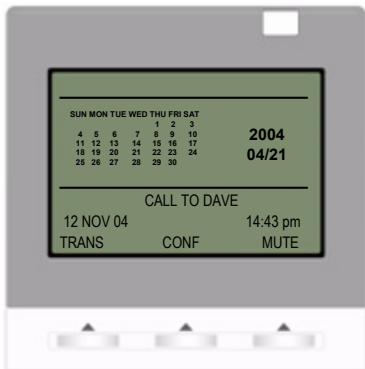 SUN MON TUE WED THU FRI SAT
1 2 3
4 5 6 7 8 9 10
11 12 13 14 15 16 17
18 19 20 21 22 23 24
25 26 27 28 29 30
2004
04/21
CALL TO DAVE
12 NOV 04 14:43 pm
TRANS CONF MUTE